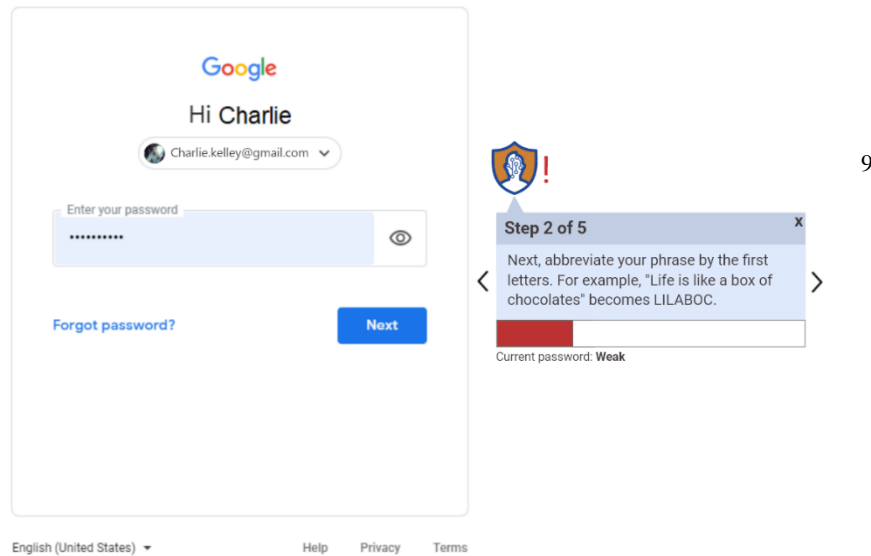 Google
Hi Charlie
Charlie.kelley@gmail.com
Enter your password
••••••••••
Forgot password?
Next
English (United States)
Help Privacy Terms
!
Step 2 of 5 x
Next, abbreviate your phrase by the first
letters. For example, "Life is like a box of
chocolates" becomes LILABOC.
Current password: Weak
9